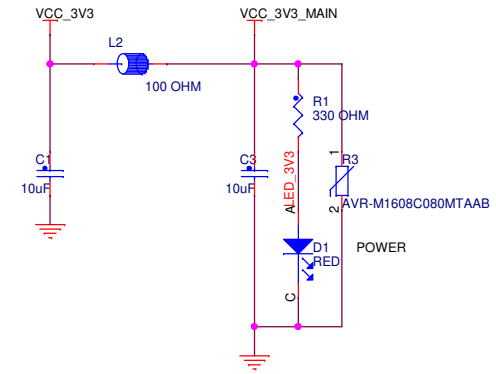 VCC_3V3
VCC_3V3_MAIN
L2
100 OHM
R1
330 OHM
C1
10uF
C3
10uF
LED_3V3
A
1
R3
2
AVR-M1608C080MTAAB
D1
RED
POWER
C